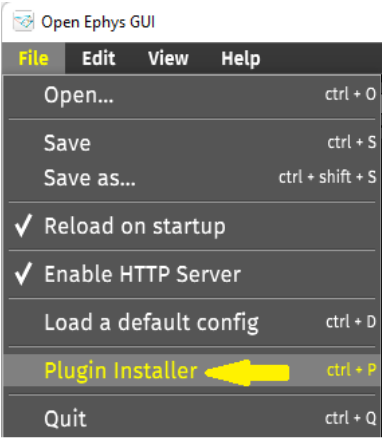 Open Ephys GUI
File Edit View Help
Open... ctrl + O
Save ctrl + S
Save as... ctrl + shift + S
✓ Reload on startup
✓ Enable HTTP Server
Load a default config ctrl + D
Plugin Installer ctrl + P
Quit ctrl + Q